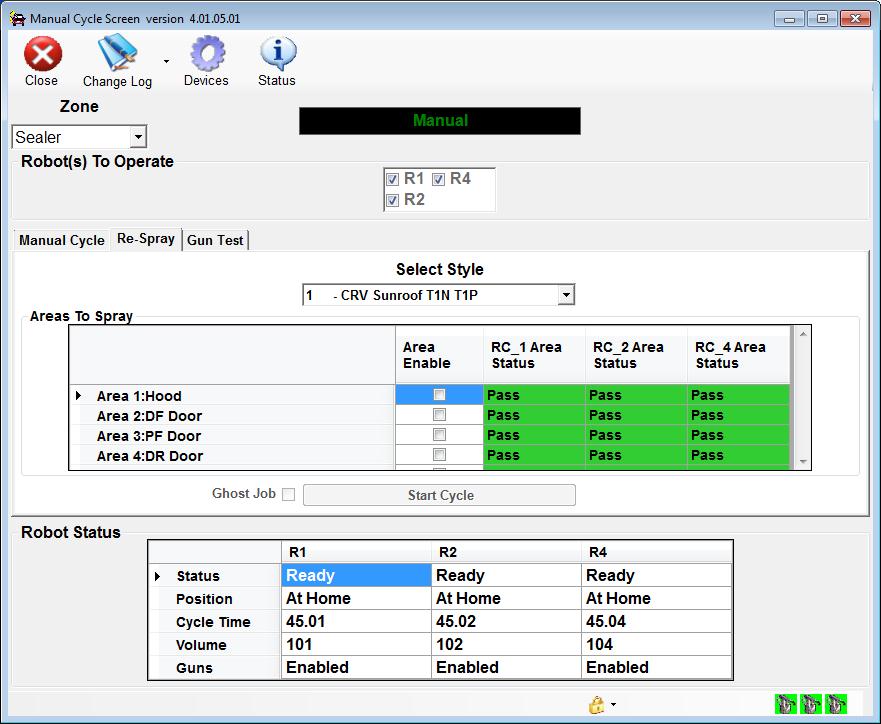 Manual Cycle Screen version 4.01.05.01
Close Change Log Devices Status
Zone
Manual
Sealer
Robot(s) To Operate
R1 R4
R2
Manual Cycle Re-Spray Gun Test
Select Style
1 - CRV Sunroof T1N T1P
Areas To Spray
Area Enable RC_1 Area Status RC_2 Area Status RC_4 Area Status
Area 1:Hood Pass Pass Pass
Area 2:DF Door Pass Pass Pass
Area 3:PF Door Pass Pass Pass
Area 4:DR Door Pass Pass Pass
Ghost Job Start Cycle
Robot Status
R1 R2 R4
Status Ready Ready Ready
Position At Home At Home At Home
Cycle Time 45.01 45.02 45.04
Volume 101 102 104
Guns Enabled Enabled Enabled